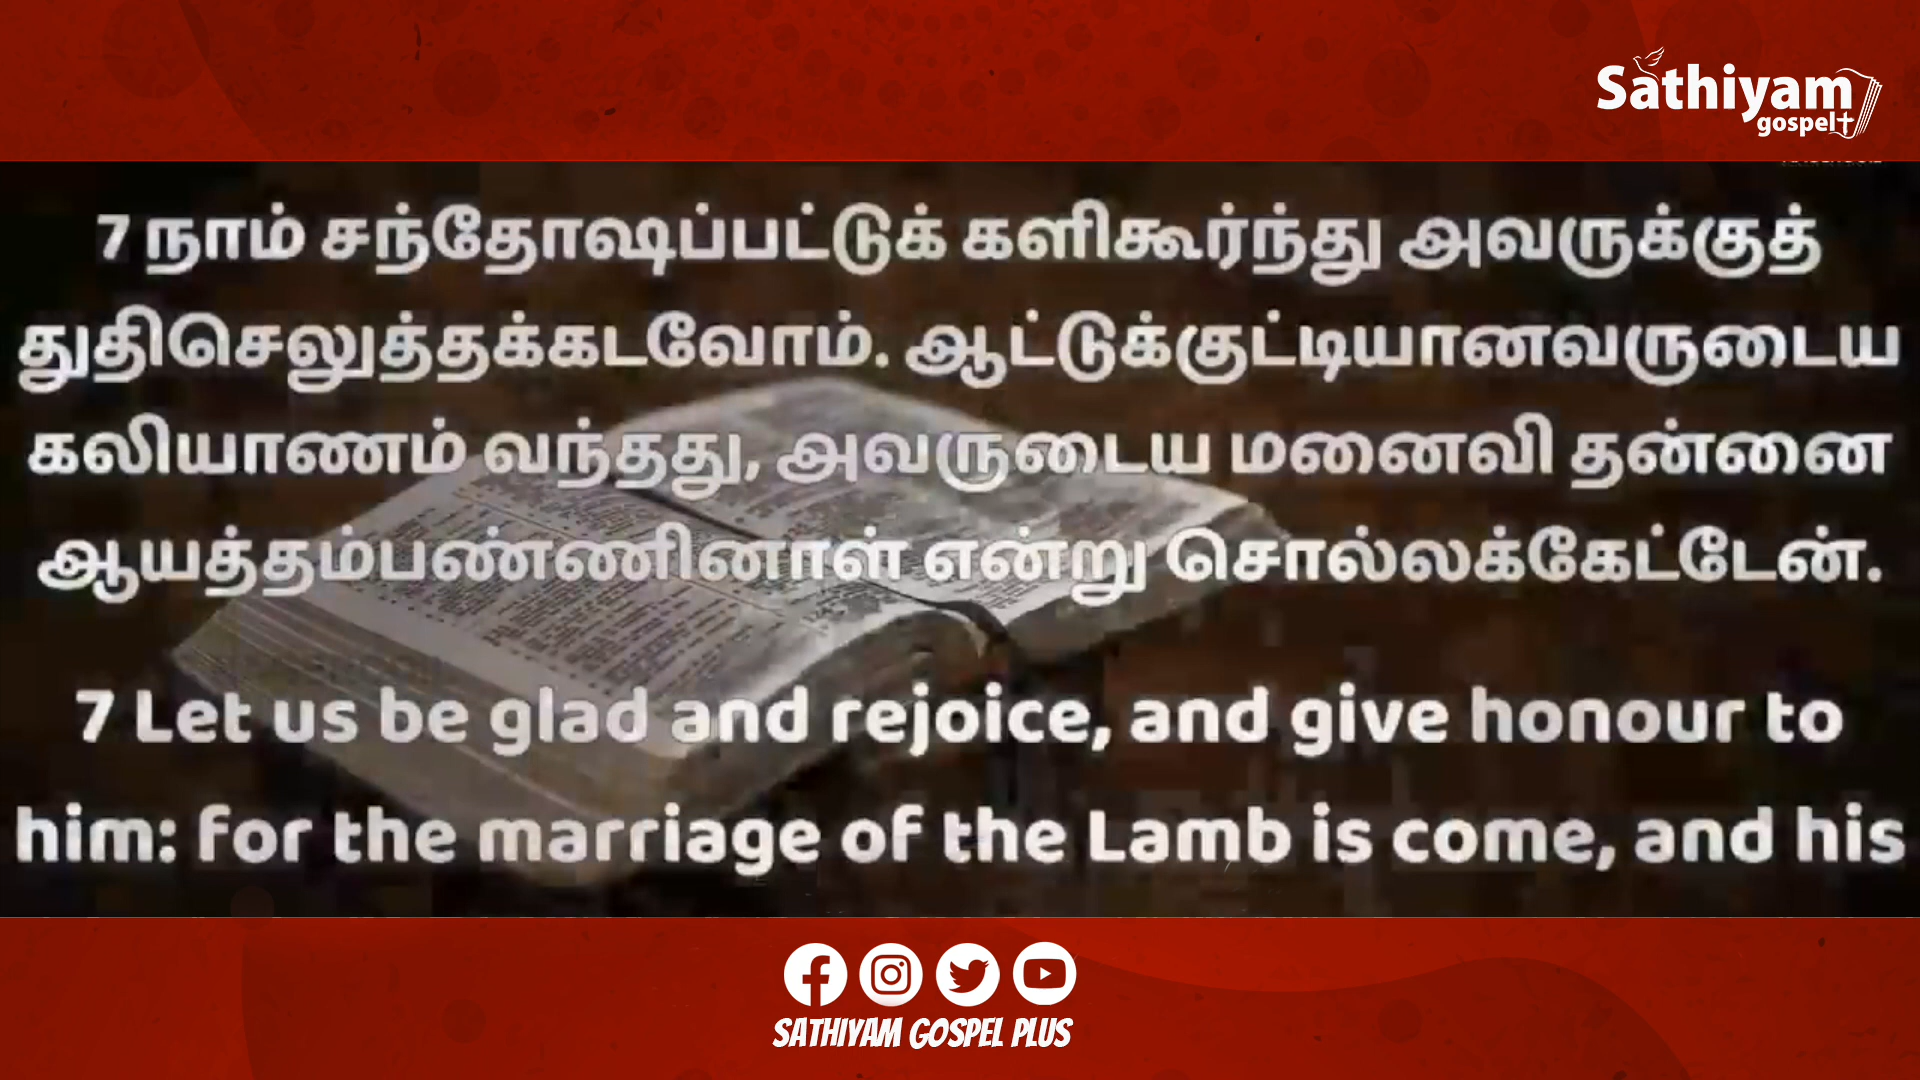 Sathiyam
gospel
7 நாம் சந்தோஷப்பட்டுக் களிகூர்ந்து அவருக்குத்
துதிசெலுத்தக்கடவோம். ஆட்டுக்குட்டியானவருடைய
கலியாணம் வந்தது, அவருடைய மனைவி தன்னை
ஆயத்தம்பண்ணினாள் என்று சொல்லக்கேட்டேன்.
7 Let us be glad and rejoice, and give honour to
him: for the marriage of the Lamb is come, and his
SATHIYAM GOSPEL PLUS